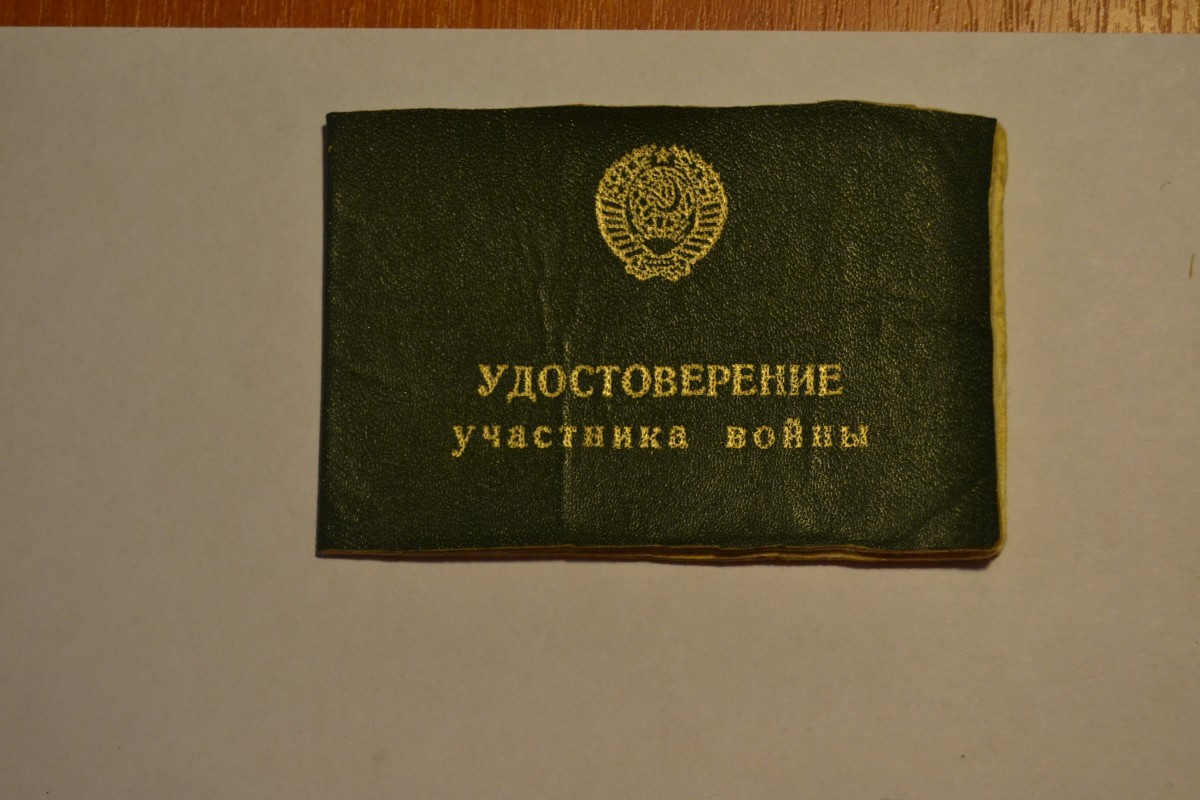 УДОСТОВЕРЕНИЕ
участника войны